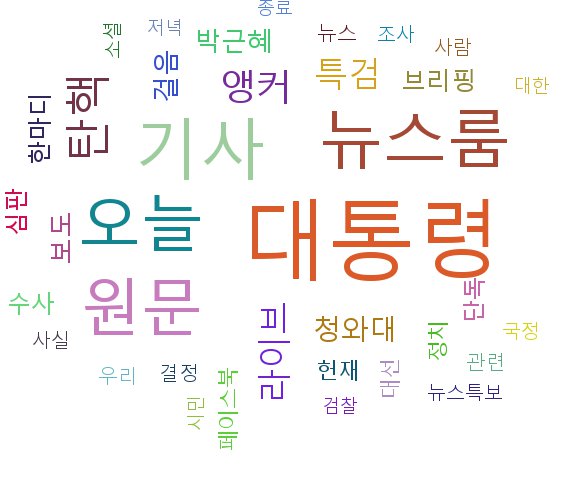 종료
소설
저녁
박근혜
뉴스
조사
사람
한마디
탄핵
걸음
앵커
특검
브리핑
대한
기사
뉴스룸
심판
보도
오늘
대통령
수사
사실
원문
라이브
청와대
단독
정치
국정
우리
결정
시민
페이스북
헌재
대선
관련
검찰
뉴스특보